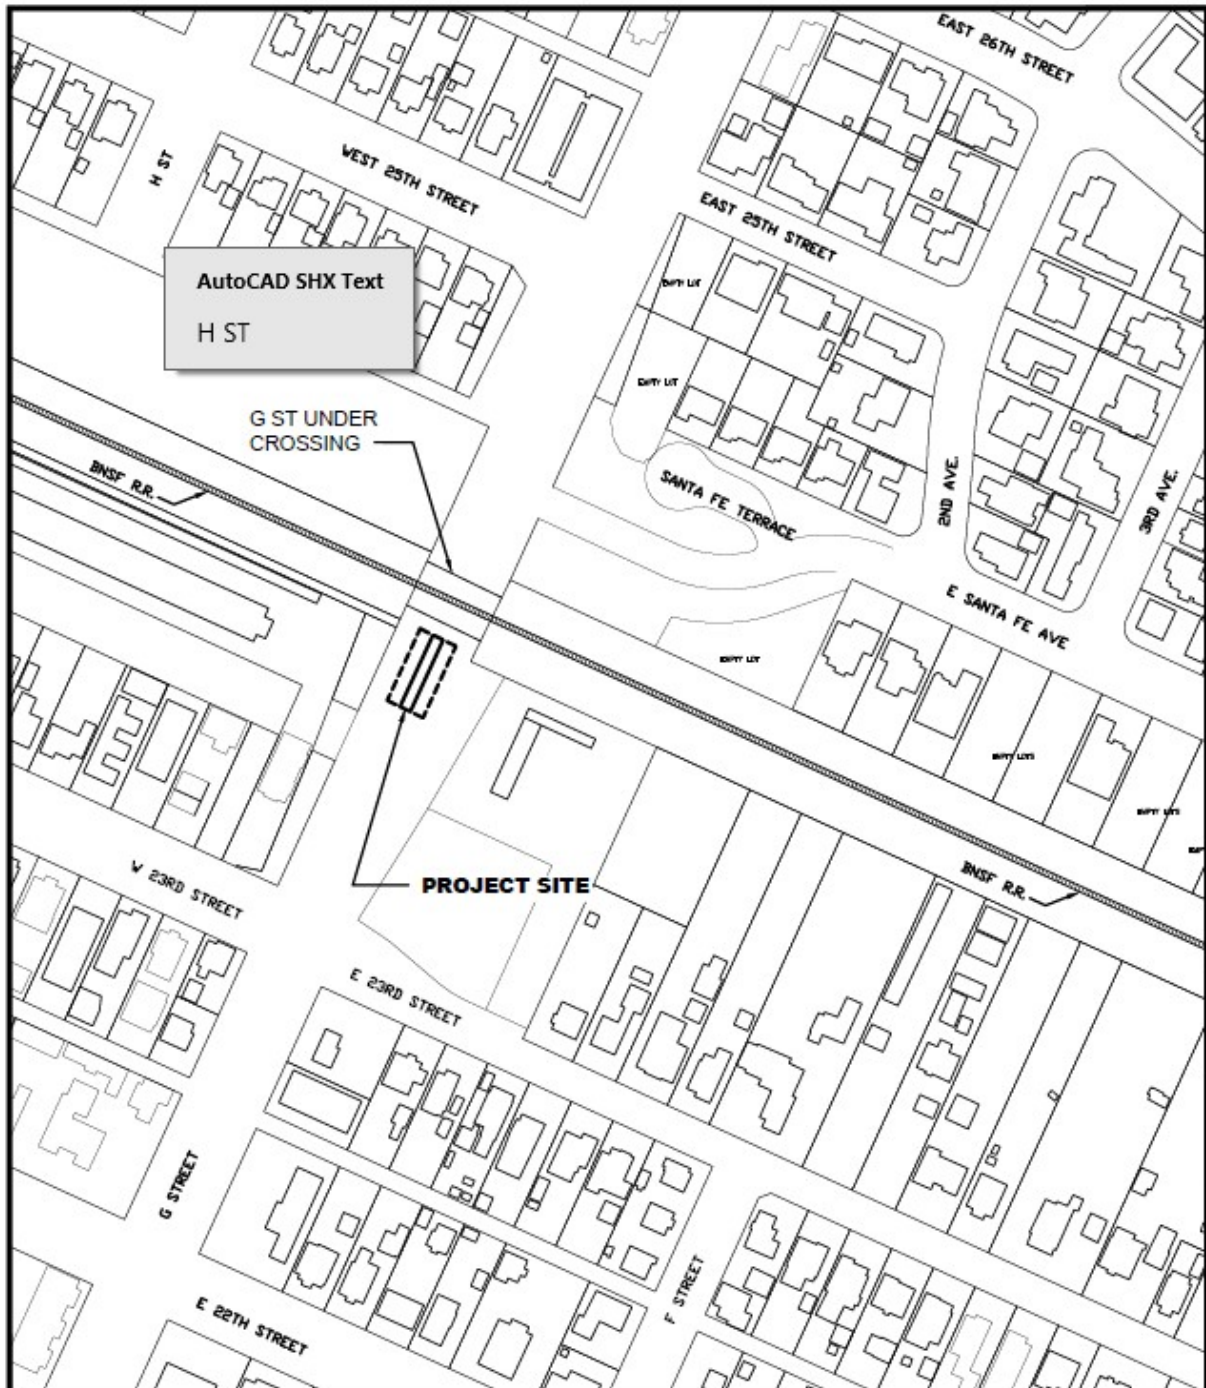 EAST 26TH STREET
H ST
WEST 25TH STREET
EAST 25TH STREET
AutoCAD SHX Text
H ST
EMPTY LOT
EMPTY LOT
G ST UNDER
CROSSING
BNSF R.R.
SANTA FE TERRACE
2ND AVE.
3RD AVE.
E SANTA FE AVE
EMPTY LOT
EMPTY LOTS
EMPTY LOTS
W 23RD STREET
PROJECT SITE
BNSF R.R.
E 23RD STREET
G STREET
F STREET
E 22TH STREET